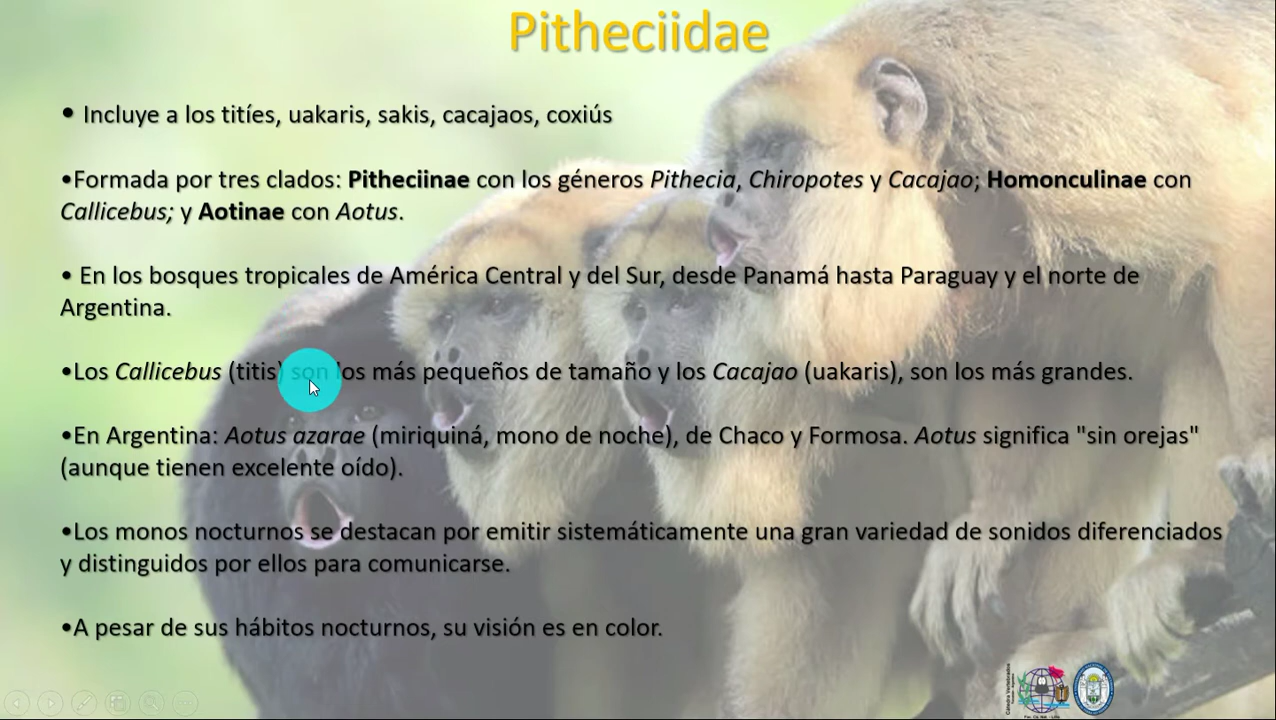 Pitheciidae
• Incluye a los titíes, uakaris, sakis, cacajaos, coxiús
•Formada por tres clados: Pitheciinae con los géneros Pithecia, Chiropotes y Cacajao; Homonculinae con
Callicebus; y Aotinae con Aotus.
• En los bosques tropicales de América Central y del Sur, desde Panamá hasta Paraguay y el norte de
Argentina.
•Los Callicebus (titis) son los más pequeños de tamaño y los Cacajao (uakaris), son los más grandes.
•En Argentina: Aotus azarae (miriquiná, mono de noche), de Chaco y Formosa. Aotus significa "sin orejas"
(aunque tienen excelente oído).
•Los monos nocturnos se destacan por emitir sistemáticamente una gran variedad de sonidos diferenciados
y distinguidos por ellos para comunicarse.
•A pesar de sus hábitos nocturnos, su visión es en color.